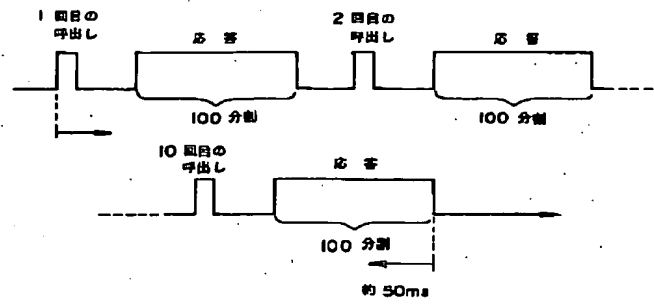 1 回目の
呼出し
応 答
2 回目の
呼出し
応 答
100 分割
100 分割
10 回目の
呼出し
応 答
100 分割
約 50ms